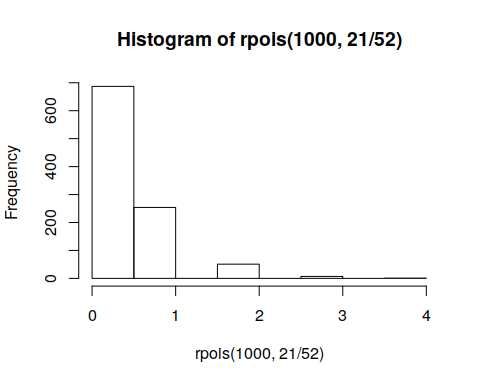 Histogram of rpois(1000, 21/52)
Frequency
600
400
200
0
0 1 2 3 4
rpois(1000, 21/52)